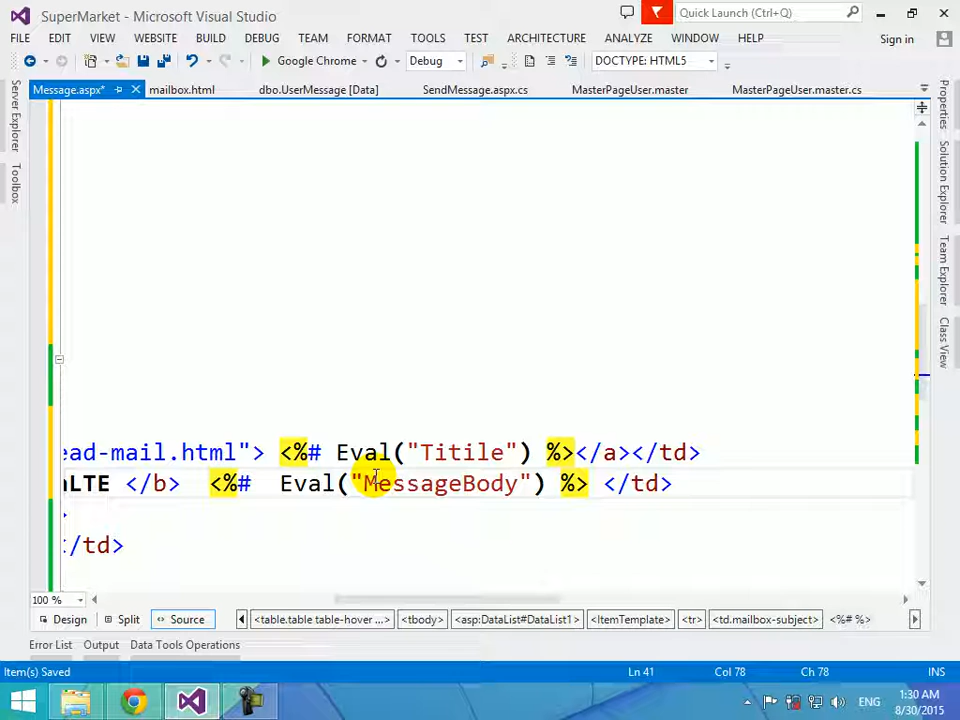 SuperMarket - Microsoft Visual Studio
Quick Launch (Ctrl+Q)
FILE EDIT VIEW WEBSITE BUILD DEBUG TEAM FORMAT TOOLS TEST ARCHITECTURE ANALYZE WINDOW HELP Sign in
Google Chrome Debug DOCTYPE: HTML5
Message.aspx* mailbox.html dbo.UserMessage [Data] SendMessage.aspx.cs MasterPageUser.master MasterPageUser.master.cs
Server Explorer
Toolbox
Properties
Solution Explorer
Team Explorer
Class View
ead-mail.html"> <%# Eval("Titile") %></a></td>
LTE </b> <%# Eval("MessageBody") %> </td>
>
/td>
100 %
Design Split Source <table.table table-hover ...> <tbody> <asp:DataList#DataList1> <ItemTemplate> <tr> <td.mailbox-subject> <%# %>
Error List Output Data Tools Operations
Item(s) Saved Ln 41 Col 78 Ch 78 INS
ENG
1:30 AM
8/30/2015